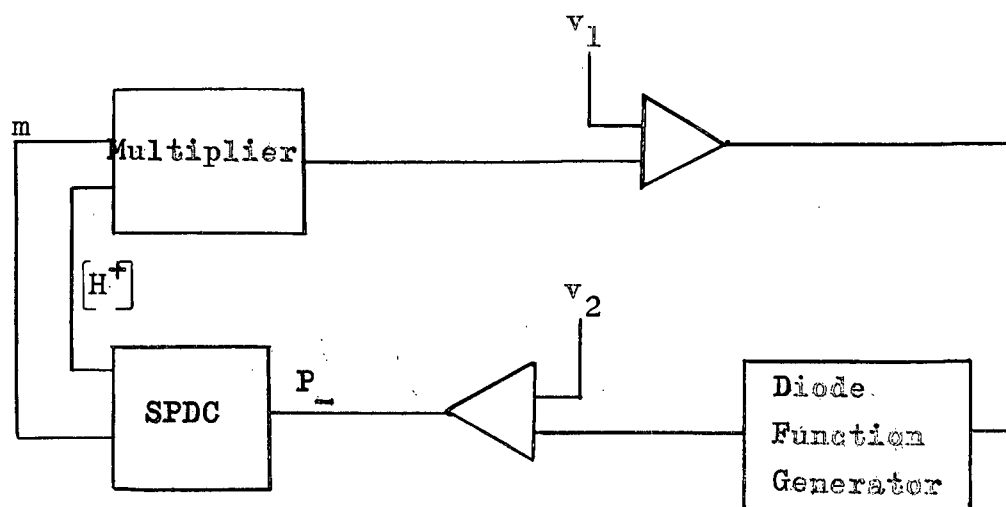 v1
m
Multiplier
[H+]
v2
P_
SPDC
Diode
Function
Generator